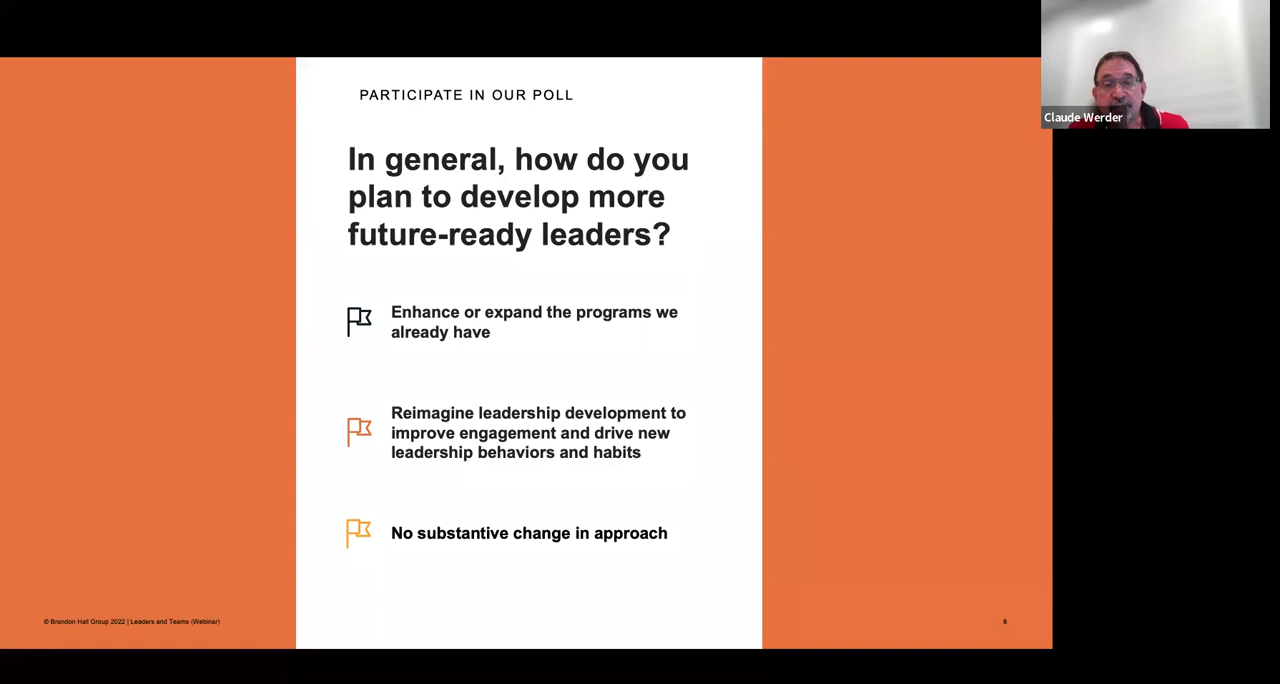 PARTICIPATE IN OUR POLL
In general, how do you
plan to develop more
future-ready leaders?
Enhance or expand the programs we
already have
Reimagine leadership development to
improve engagement and drive new
leadership behaviors and habits
No substantive change in approach
© Brandon Hall Group 2022 | Leaders and Teams (Webinar)
8
Claude Werder